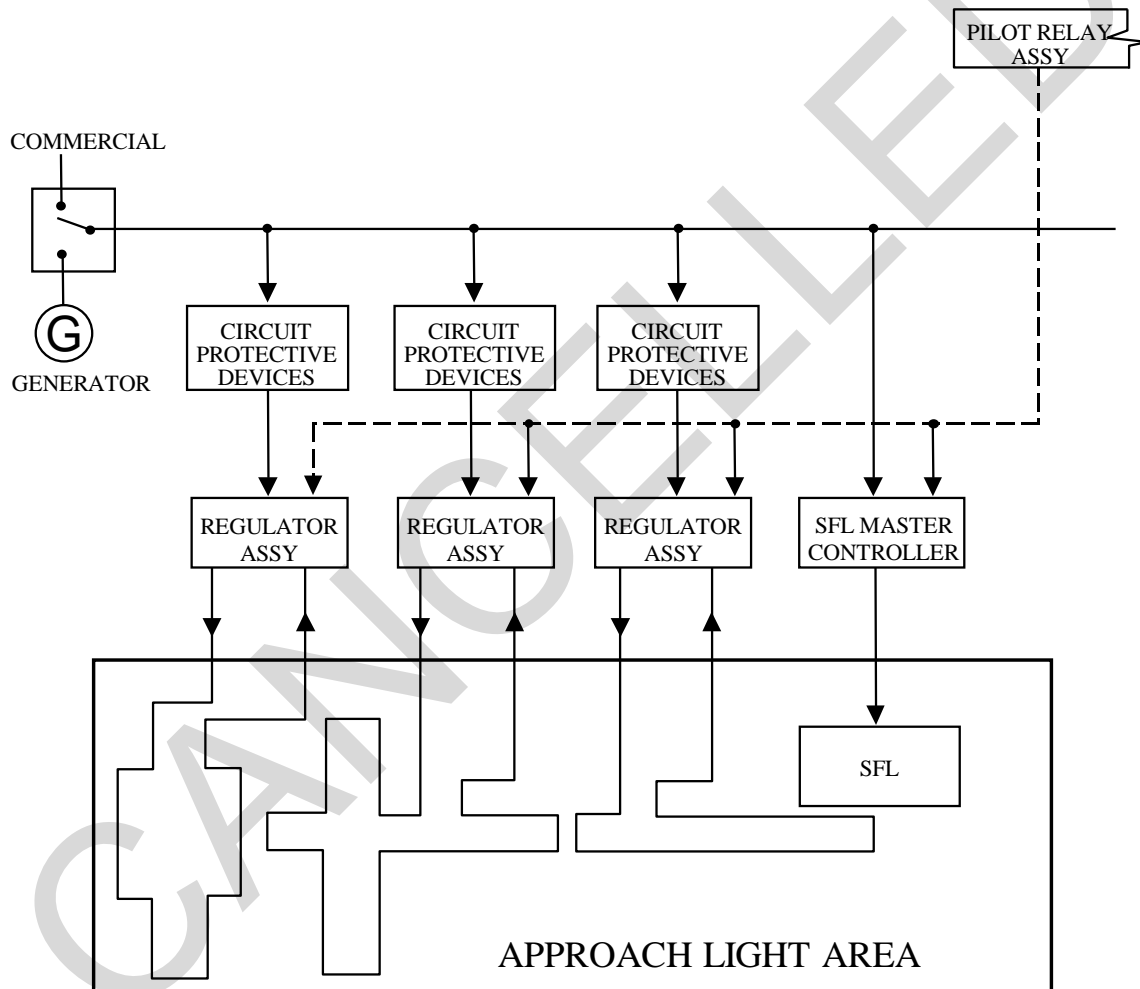 PILOT RELAY
ASSY
COMMERCIAL
G
GENERATOR
CIRCUIT
PROTECTIVE
DEVICES
CIRCUIT
PROTECTIVE
DEVICES
CIRCUIT
PROTECTIVE
DEVICES
REGULATOR
ASSY
REGULATOR
ASSY
REGULATOR
ASSY
SFL MASTER
CONTROLLER
SFL
APPROACH LIGHT AREA
CANCELLED